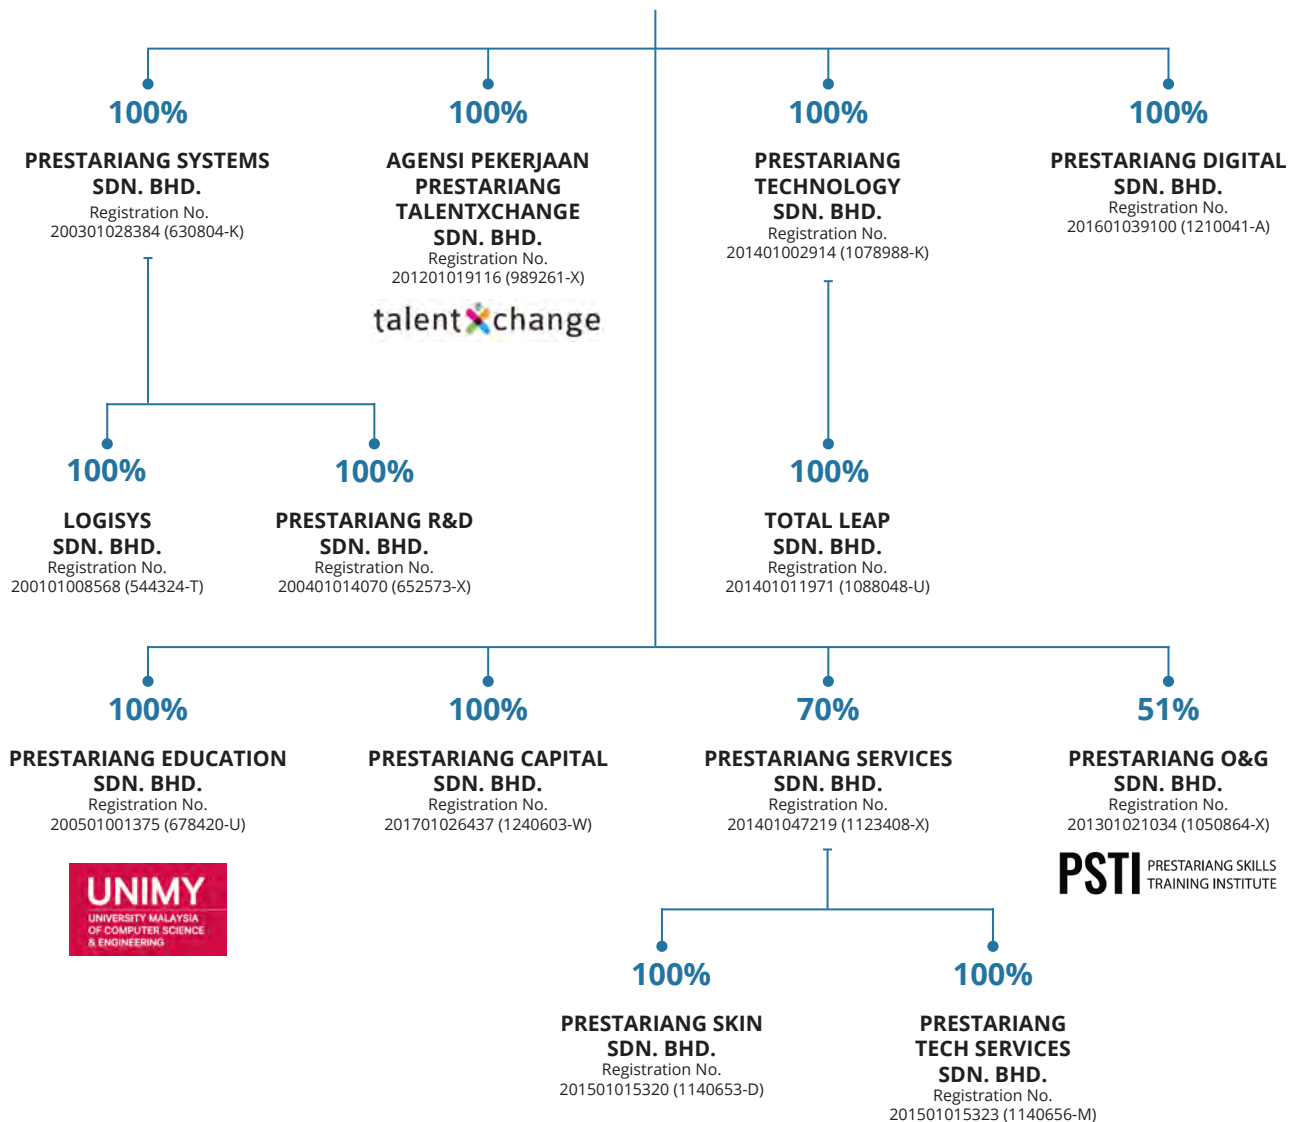 100%
PRESTARIANG SYSTEMS
SDN. BHD.
Registration No.
200301028384 (630804-K)
100%
AGENSI PEKERJAAN
PRESTARIANG
TALENTXCHANGE
SDN. BHD.
Registration No.
201201019116 (989261-X)
talentXchange
100%
PRESTARIANG
TECHNOLOGY
SDN. BHD.
Registration No.
201401002914 (1078988-K)
100%
PRESTARIANG DIGITAL
SDN. BHD.
Registration No.
201601039100 (1210041-A)
100%
LOGISYS
SDN. BHD.
Registration No.
200101008568 (544324-T)
100%
PRESTARIANG R&D
SDN. BHD.
Registration No.
200401014070 (652573-X)
100%
TOTAL LEAP
SDN. BHD.
Registration No.
201401011971 (1088048-U)
100%
PRESTARIANG EDUCATION
SDN. BHD.
Registration No.
200501001375 (678420-U)
UNIMY
UNIVERSITY MALAYSIA
OF COMPUTER SCIENCE
& ENGINEERING
100%
PRESTARIANG CAPITAL
SDN. BHD.
Registration No.
201701026437 (1240603-W)
70%
PRESTARIANG SERVICES
SDN. BHD.
Registration No.
201401047219 (1123408-X)
51%
PRESTARIANG O&G
SDN. BHD.
Registration No.
201301021034 (1050864-X)
PSTI
PRESTARIANG SKILLS
TRAINING INSTITUTE
100%
PRESTARIANG SKIN
SDN. BHD.
Registration No.
201501015320 (1140653-D)
100%
PRESTARIANG
TECH SERVICES
SDN. BHD.
Registration No.
201501015323 (1140656-M)